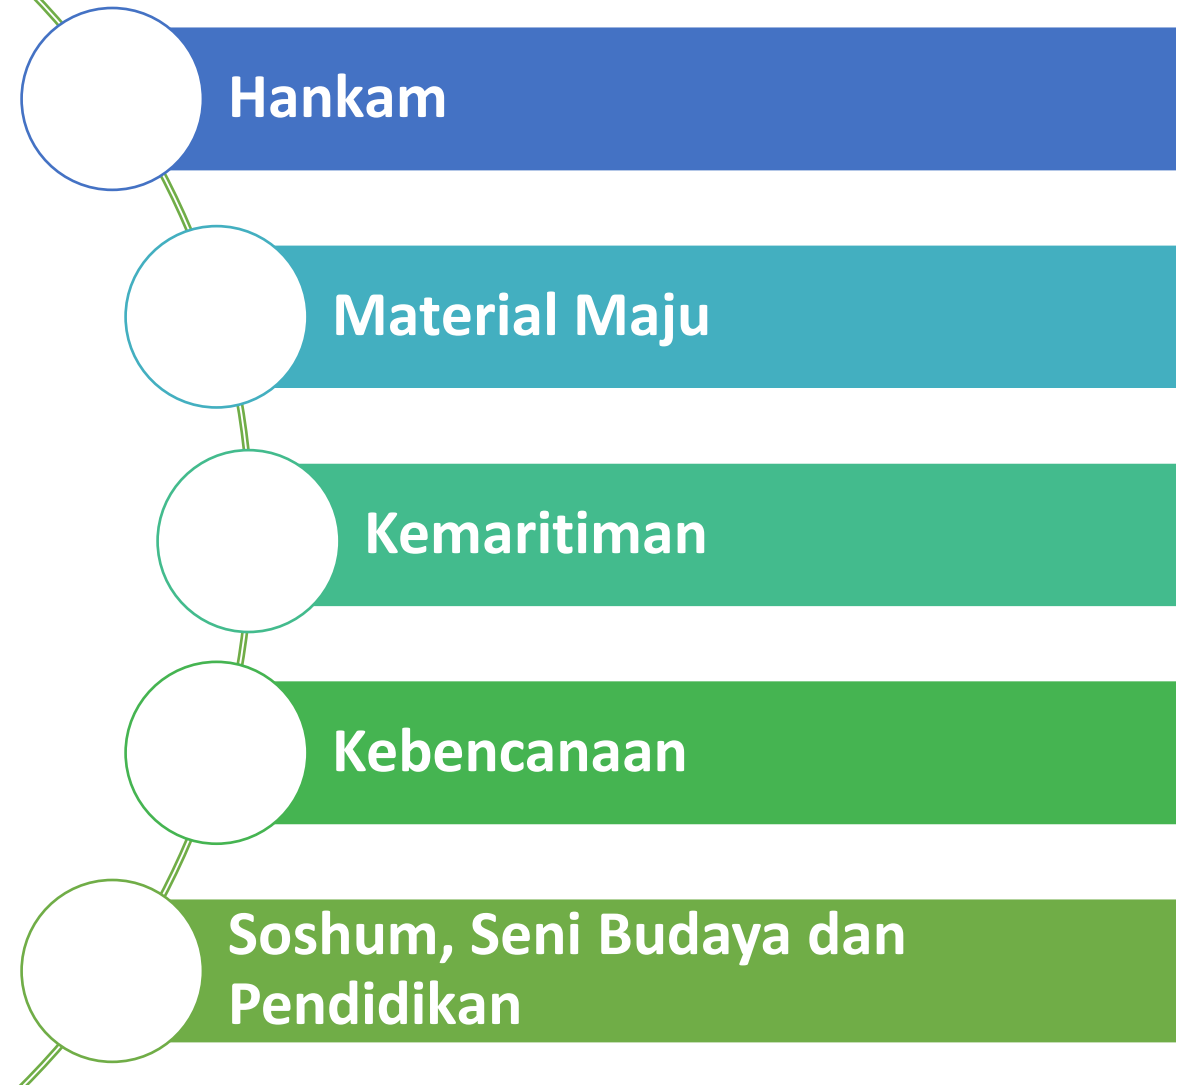 Hankam
Material Maju
Kemaritiman
Kebencanaan
Soshum, Seni Budaya dan
Pendidikan